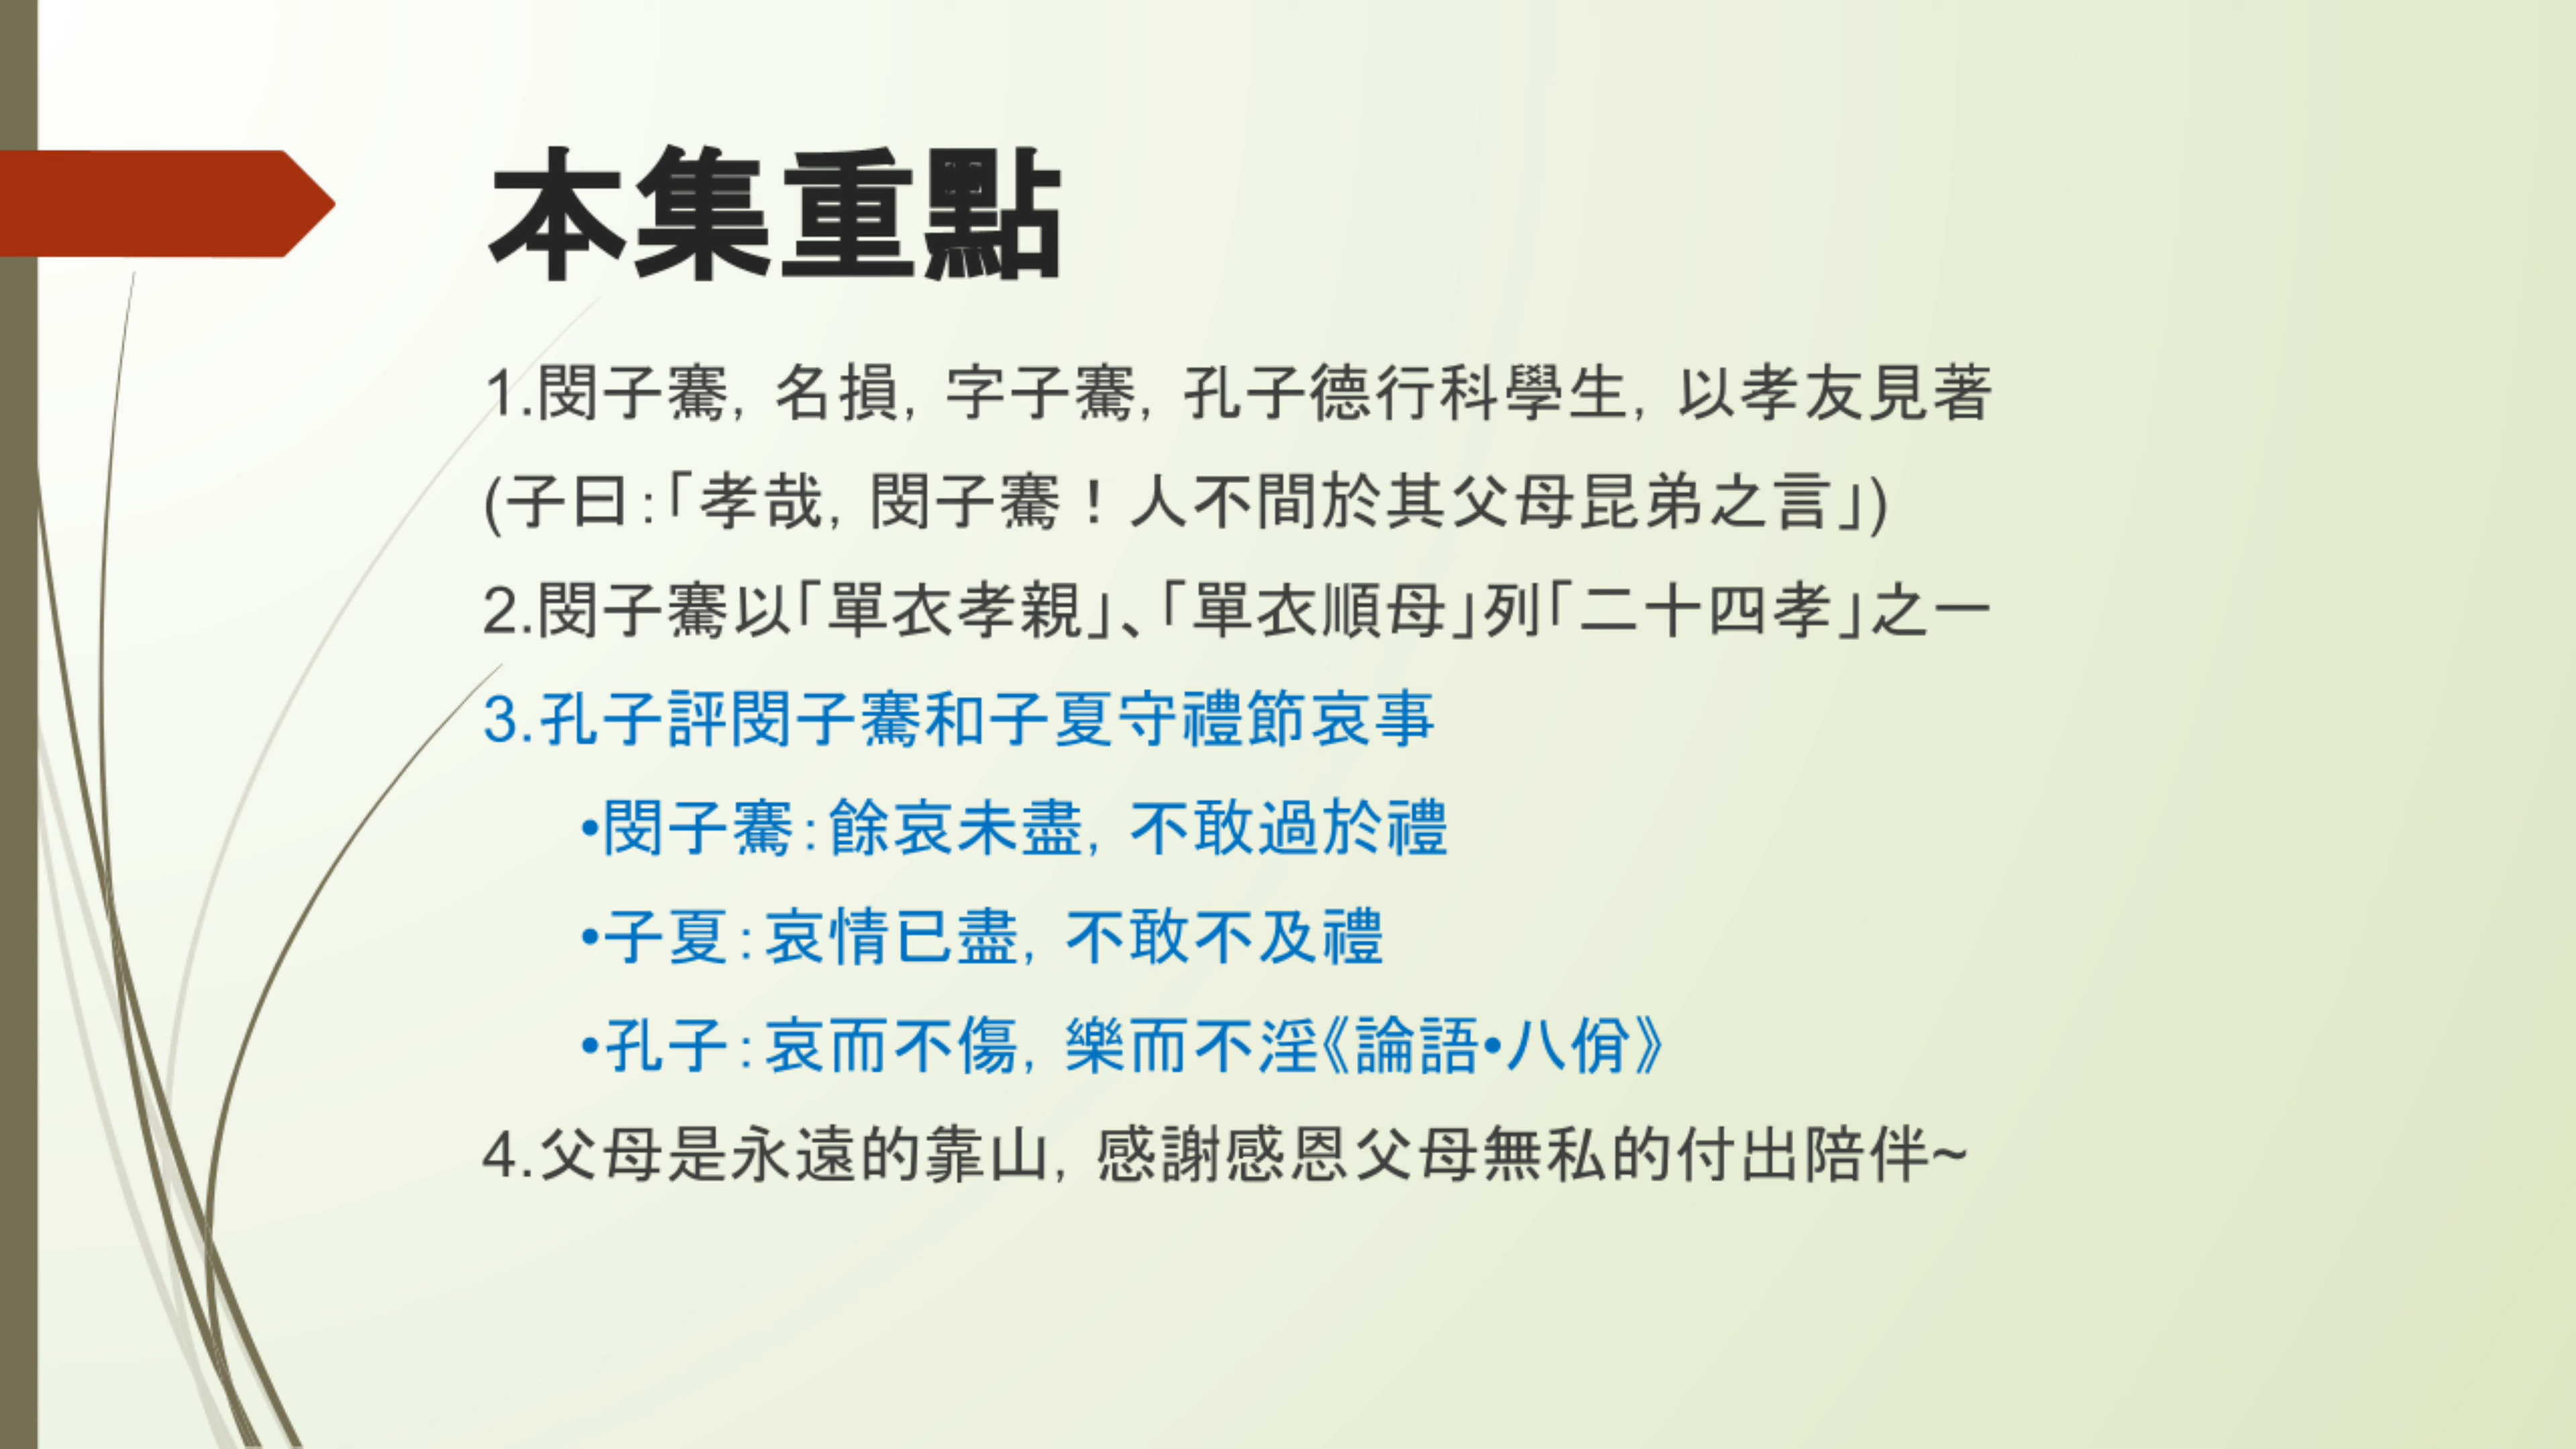 本集重點
1.閔子騫，名損，字子騫，孔子德行科學生，以孝友見著
(子曰：「孝哉，閔子騫！人不間於其父母昆弟之言」)
2.閔子騫以「單衣孝親」、「單衣順母」列「二十四孝」之一
3.孔子評閔子騫和子夏守禮節哀事
•閔子騫：餘哀未盡，不敢過於禮
•子夏：哀情已盡，不敢不及禮
•孔子：哀而不傷，樂而不淫《論語•八佾》
4.父母是永遠的靠山，感謝感恩父母無私的付出陪伴~